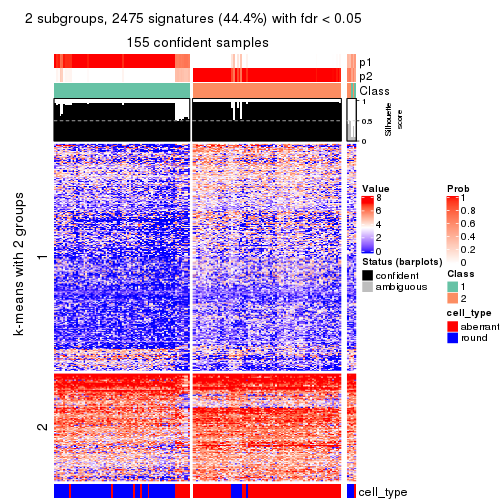 2 subgroups, 2475 signatures (44.4%) with fdr < 0.05
155 confident samples
p1
p2
Class
1
0.5
0
Silhouette
score
k-means with 2 groups
1
2
cell_type
Value
8
6
4
2
0
Status (barplots)
confident
ambiguous
Prob
1
0.8
0.6
0.4
0.2
0
Class
1
2
cell_type
aberrant
round